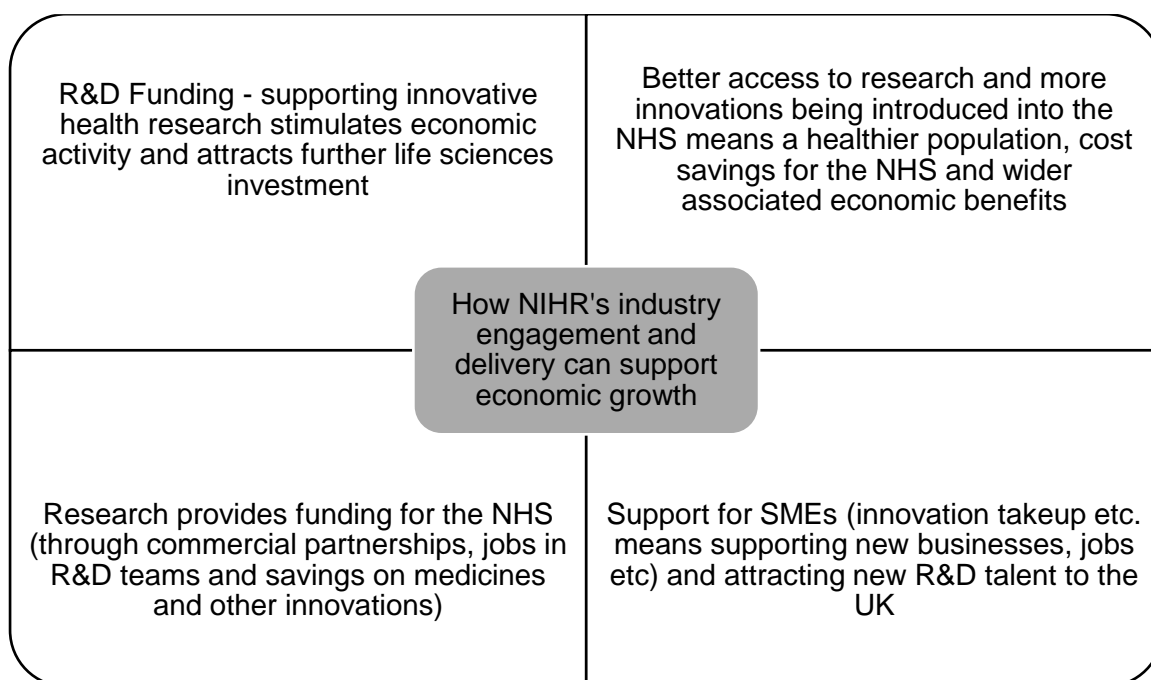 R&D Funding - supporting innovative
health research stimulates economic
activity and attracts further life sciences
investment
Better access to research and more
innovations being introduced into the
NHS means a healthier population, cost
savings for the NHS and wider
associated economic benefits
How NIHR's industry
engagement and
delivery can support
economic growth
Research provides funding for the NHS
(through commercial partnerships, jobs in
R&D teams and savings on medicines
and other innovations)
Support for SMEs (innovation takeup etc.
means supporting new businesses, jobs
etc) and attracting new R&D talent to the
UK